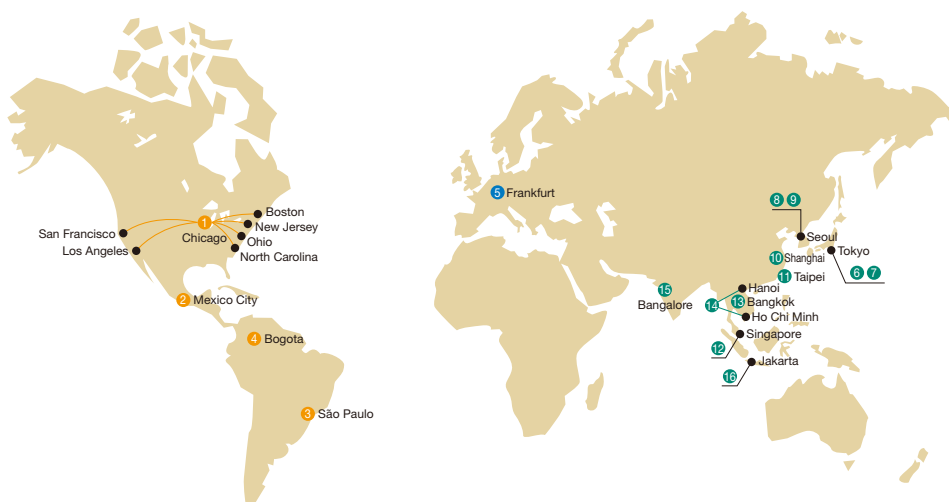 Boston
1
New Jersey
San Francisco
Chicago
Ohio
Los Angeles
North Carolina
2 Mexico City
4 Bogota
3 São Paulo
5 Frankfurt
8 9
Seoul
10 Shanghai
Tokyo
6 7
11 Taipei
15
Bangalore
Hanoi
14
13 Bangkok
Ho Chi Minh
Singapore
12
Jakarta
16